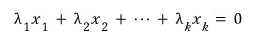 λ₁x₁ + λ₂x₂ + ⋯ + λₖxₖ = 0